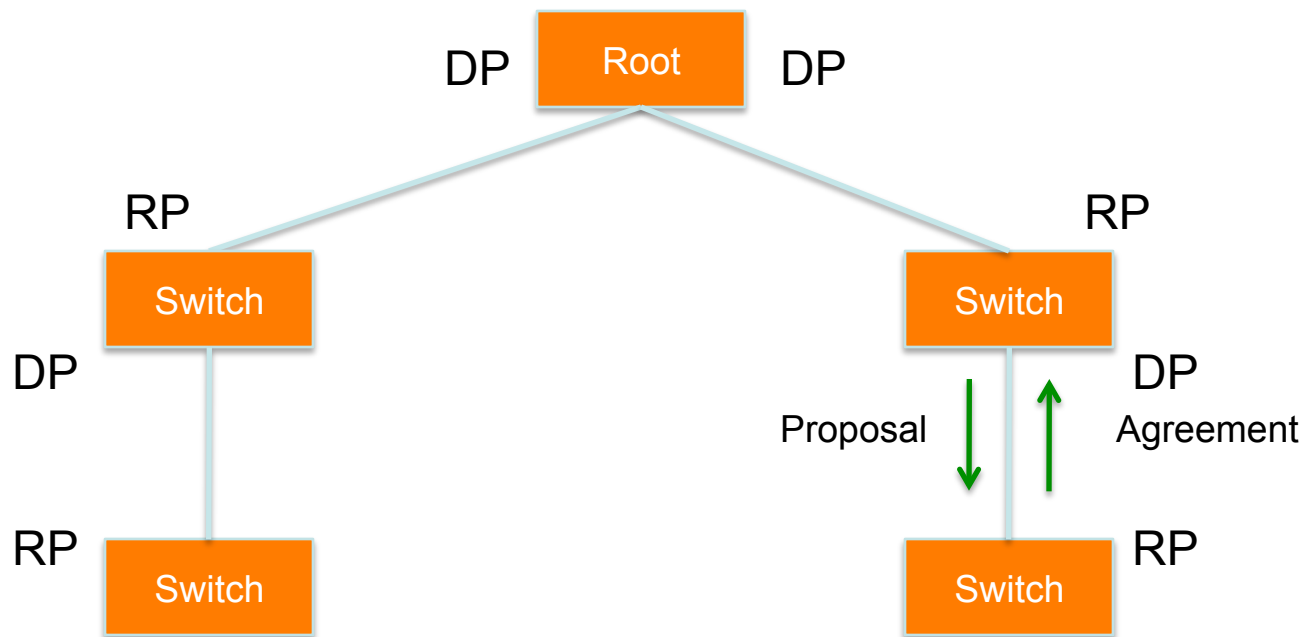 DP
Root
DP
RP
RP
Switch
Switch
DP
DP
Proposal
Agreement
RP
Switch
Switch
RP